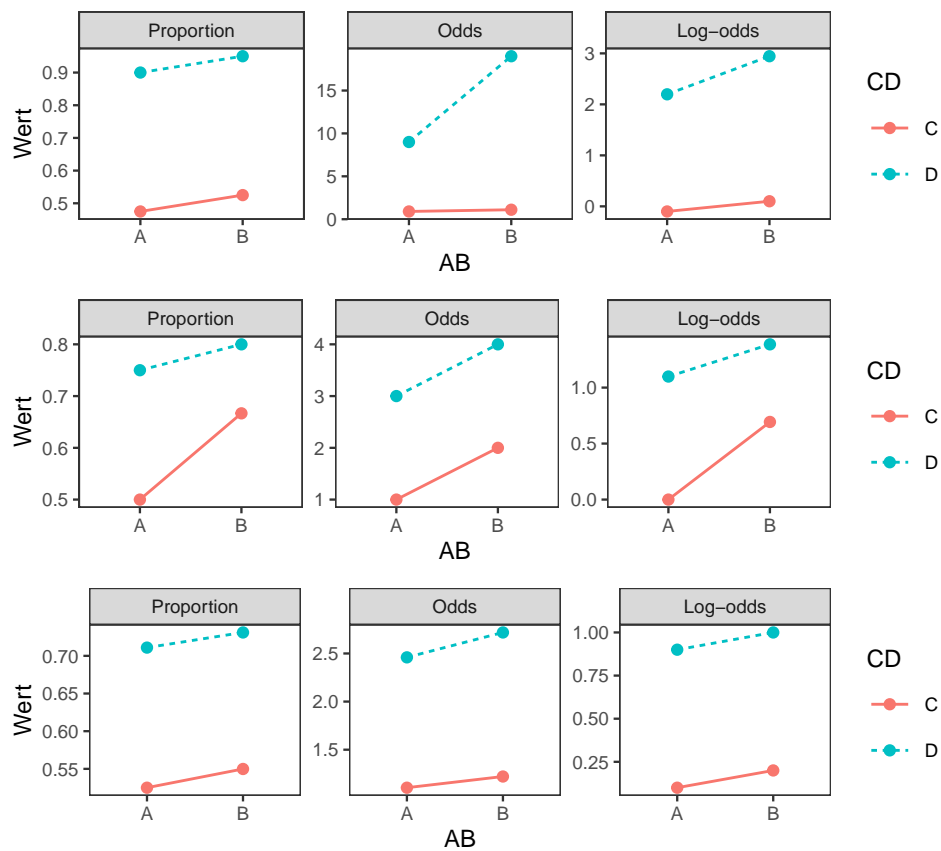 Proportion Odds Log−odds
Wert
0.9
0.8
0.7
0.6
0.5
15
10
5
0
3
2
1
0
A B A B A B
AB
CD
C
D
Proportion Odds Log−odds
Wert
0.8
0.7
0.6
0.5
4
3
2
1
1.0
0.5
0.0
A B A B A B
AB
CD
C
D
Proportion Odds Log−odds
Wert
0.70
0.65
0.60
0.55
2.5
2.0
1.5
1.00
0.75
0.50
0.25
A B A B A B
AB
CD
C
D